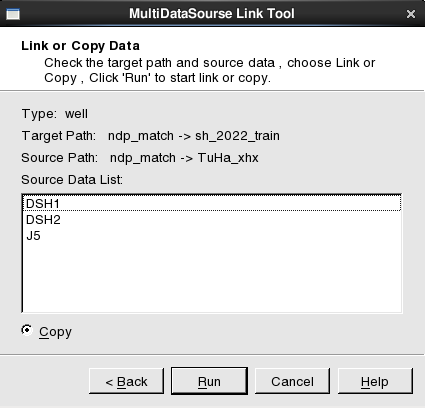 MultiDataSourse Link Tool
Link or Copy Data
Check the target path and source data , choose Link or
Copy , Click 'Run' to start link or copy.
Type: well
Target Path: ndp_match -> sh_2022_train
Source Path: ndp_match -> TuHa_xhx
Source Data List:
DSH1
DSH2
J5
Copy
< Back
Run
Cancel
Help